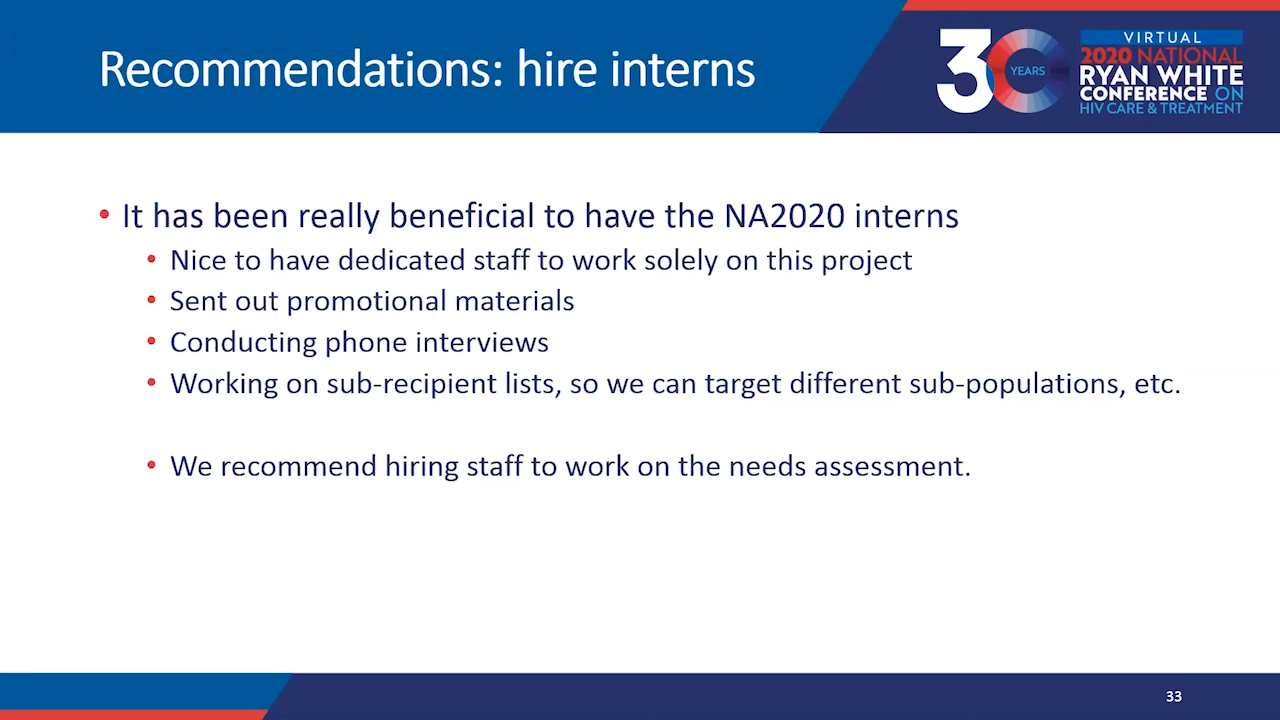 Recommendations: hire interns
30 YEARS
VIRTUAL
2020 NATIONAL
RYAN WHITE
CONFERENCE ON
HIV CARE & TREATMENT
• It has been really beneficial to have the NA2020 interns
• Nice to have dedicated staff to work solely on this project
• Sent out promotional materials
• Conducting phone interviews
• Working on sub-recipient lists, so we can target different sub-populations, etc.
• We recommend hiring staff to work on the needs assessment.
33